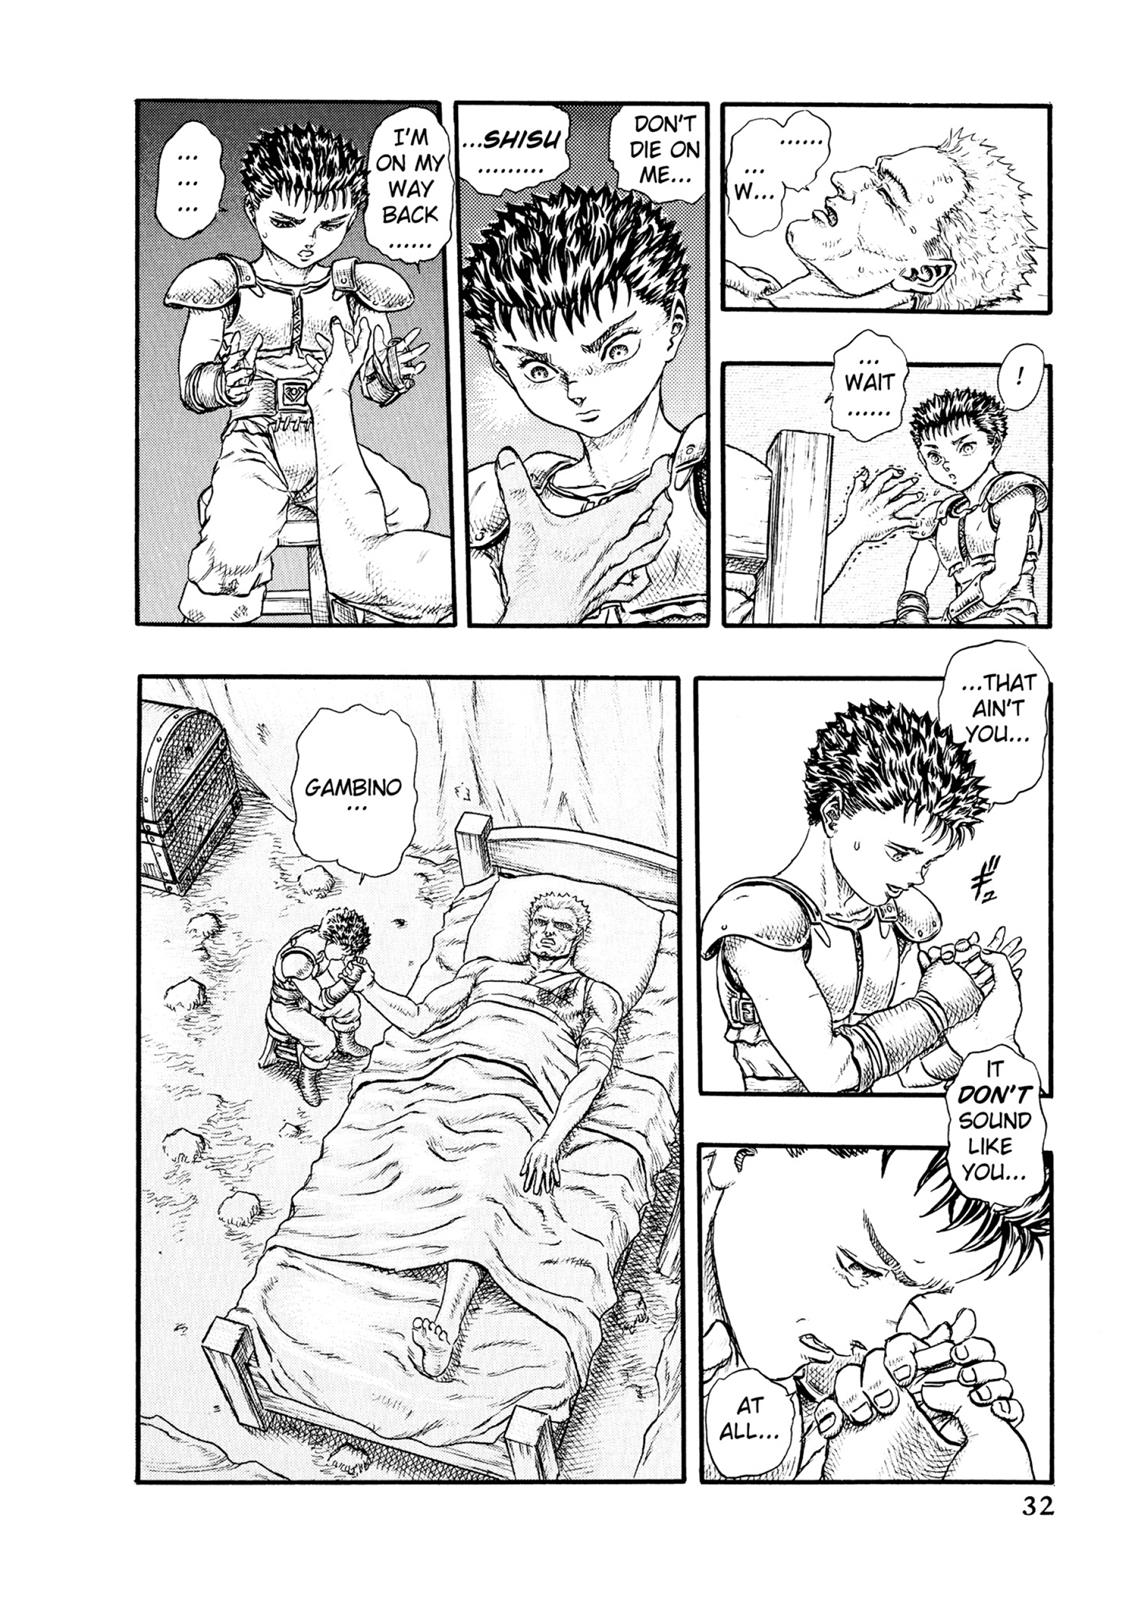 ......
...
W...
!
...
WAIT
......
DON'T
DIE ON
ME...
...SHISU
..........
I'M
ON MY
WAY
BACK
......
...
...
...
...THAT
AIN'T
YOU...
IT
DON'T
SOUND
LIKE
YOU...
AT
ALL...
GAMBINO
...
32